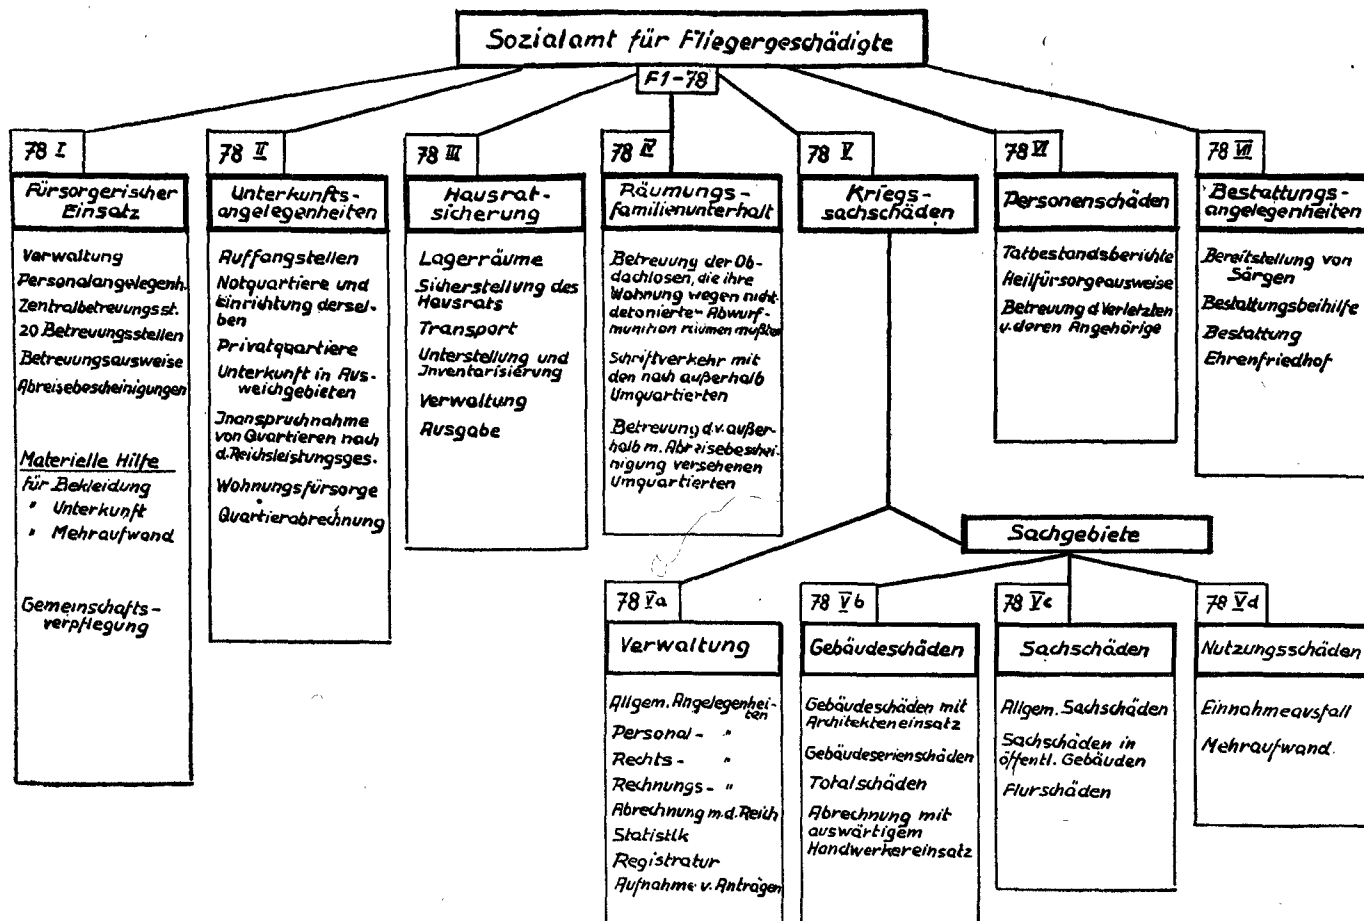 Sozialamt für Fliegergeschädigte
F1-78
78 I
Fürsorgerischer
Einsatz
Verwaltung
Personalangelegenh.
Zentralbetreuungsst.
20 Betreuungsstellen
Betreuungsausweise
Abreisebescheinigungen
Materielle Hilfe
für Bekleidung
" Unterkunft
" Mehraufwand
Gemeinschafts-
verpflegung
78 II
Unterkunfts-
angelegenheiten
Auffangstellen
Notquartiere und
Einrichtung dersel-
ben
Privatquartiere
Unterkunft in Aus-
weichgebieten
Inanspruchnahme
von Quartieren nach
d. Reichsleistungsges.
Wohnungsfürsorge
Quartierabrechnung
78 III
Hausrat-
sicherung
Lagerräume
Sicherstellung des
Hausrats
Transport
Unterstellung und
Inventarisierung
Verwaltung
Ausgabe
78 IV
Räumungs-
familienunterhalt
Betreuung der Ob-
dachlosen, die ihre
Wohnung wegen nicht
detonierter Abwurf-
munition räumen mußten
Schriftverkehr mit
den nach außerhalb
Umquartierten
Betreuung d.v. außer-
halb m. Abreisebeschei-
nigung versehenen
Umquartierten
78 V
Kriegs-
sachschäden
78 VI
Personenschäden
Tatbestandsberichte
Heilfürsorgeausweise
Betreuung d. Verletzten
u. deren Angehörige
78 VII
Bestattungs-
angelegenheiten
Bereitstellung von
Särgen
Bestattungsbeihilfe
Bestattung
Ehrenfriedhof
Sachgebiete
78 Va
Verwaltung
Allgem. Angelegenhei-
ten
Personal- "
Rechts- "
Rechnungs- "
Abrechnung m.d. Reich
Statistik
Registratur
Aufnahme v. Anträgen
78 Vb
Gebäudeschäden
Gebäudeschäden mit
Architekteneinsatz
Gebäudeserienschäden
Totalschäden
Abrechnung mit
auswärtigem
Handwerkereinsatz
78 Vc
Sachschäden
Allgem. Sachschäden
Sachschäden in
öffentl. Gebäuden
Flurschäden
78 Vd
Nutzungsschäden
Einnahmeausfall
Mehraufwand